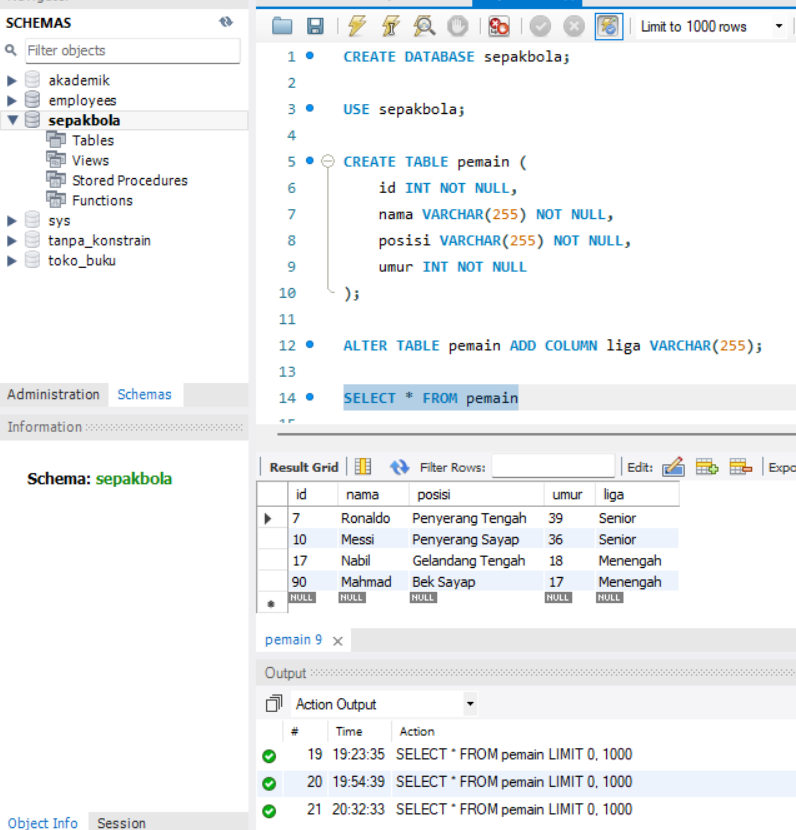 SCHEMAS
Filter objects
akademik
employees
sepakbola
Tables
Views
Stored Procedures
Functions
sys
tanpa_konstrain
toko_buku
Administration Schemas
Information
Schema: sepakbola
Object Info Session
Limit to 1000 rows
1 CREATE DATABASE sepakbola;
2
3 USE sepakbola;
4
5 CREATE TABLE pemain (
6 id INT NOT NULL,
7 nama VARCHAR(255) NOT NULL,
8 posisi VARCHAR(255) NOT NULL,
9 umur INT NOT NULL
10 );
11
12 ALTER TABLE pemain ADD COLUMN liga VARCHAR(255);
13
14 SELECT * FROM pemain
15
Result Grid Filter Rows: Edit: Expo
id nama posisi umur liga
7 Ronaldo Penyerang Tengah 39 Senior
10 Messi Penyerang Sayap 36 Senior
17 Nabil Gelandang Tengah 18 Menengah
90 Mahmad Bek Sayap 17 Menengah
NULL NULL NULL NULL NULL
pemain 9
Output
Action Output
# Time Action
19 19:23:35 SELECT * FROM pemain LIMIT 0, 1000
20 19:54:39 SELECT * FROM pemain LIMIT 0, 1000
21 20:32:33 SELECT * FROM pemain LIMIT 0, 1000